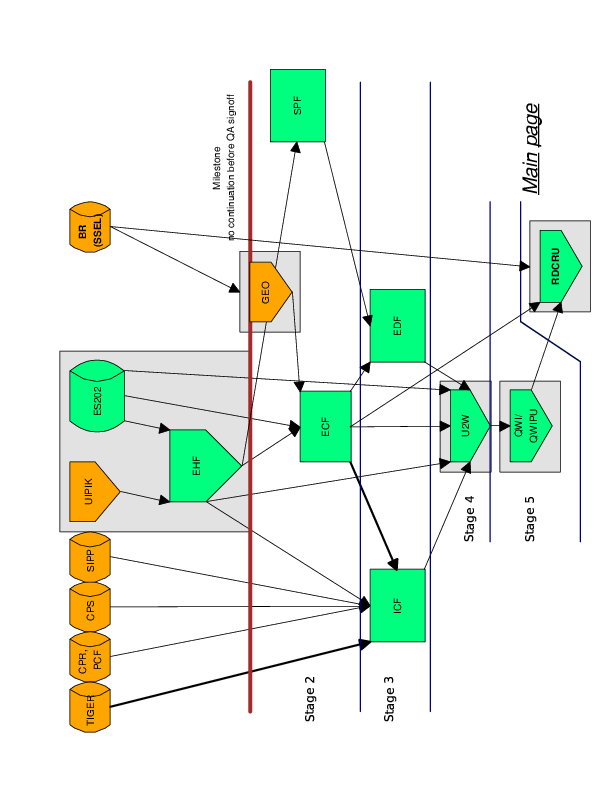 Main page
Milestone
no continuation before QA signoff
BR
(SSEL)
SPF
RDCRU
GEO
EDF
ES202
EHF
UIPIK
ECF
U2W
QWI/
QWIPU
SIPP
CPS
CPR,
PCF
TIGER
ICF
Stage 2
Stage 3
Stage 4
Stage 5